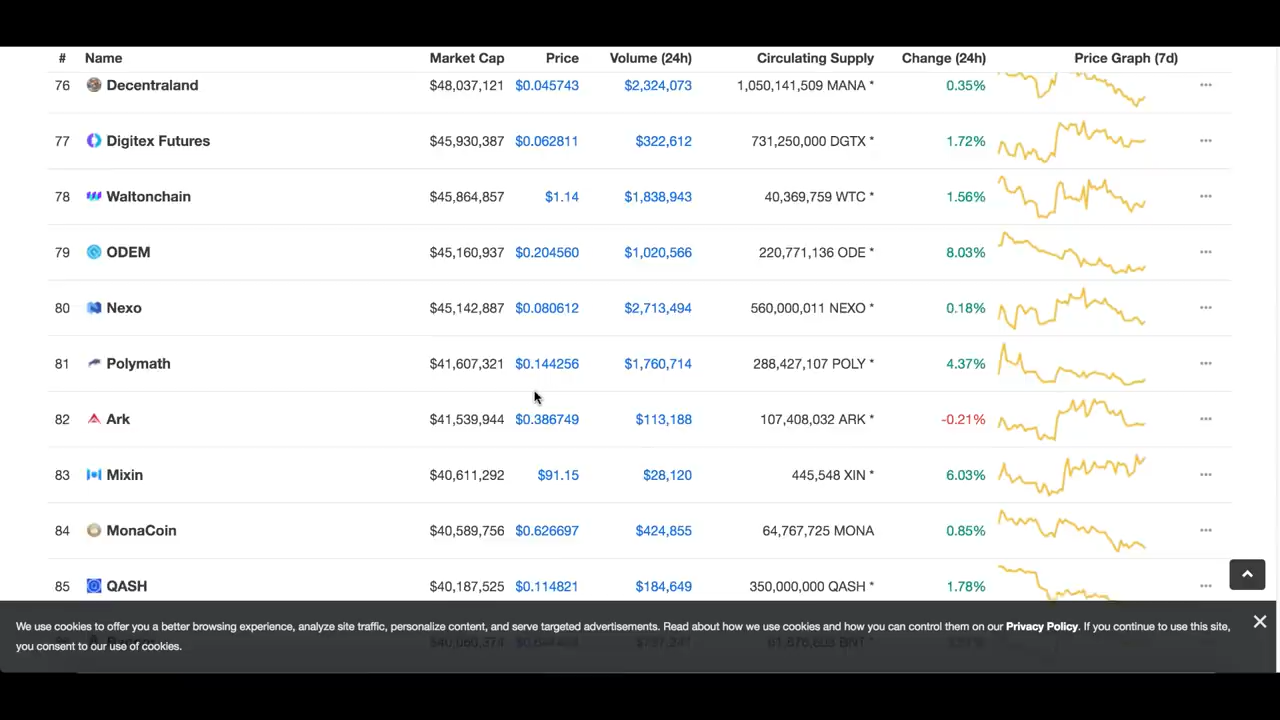 # Name Market Cap Price Volume (24h) Circulating Supply Change (24h) Price Graph (7d)
76 Decentraland $48,037,121 $0.045743 $2,324,073 1,050,141,509 MANA * 0.35%
77 Digitex Futures $45,930,387 $0.062811 $322,612 731,250,000 DGTX * 1.72%
78 Waltonchain $45,864,857 $1.14 $1,838,943 40,369,759 WTC * 1.56%
79 ODEM $45,160,937 $0.204560 $1,020,566 220,771,136 ODE * 8.03%
80 Nexo $45,142,887 $0.080612 $2,713,494 560,000,011 NEXO * 0.18%
81 Polymath $41,607,321 $0.144256 $1,760,714 288,427,107 POLY * 4.37%
82 Ark $41,539,944 $0.386749 $113,188 107,408,032 ARK * -0.21%
83 Mixin $40,611,292 $91.15 $28,120 445,548 XIN * 6.03%
84 MonaCoin $40,589,756 $0.626697 $424,855 64,767,725 MONA 0.85%
85 QASH $40,187,525 $0.114821 $184,649 350,000,000 QASH * 1.78%
We use cookies to offer you a better browsing experience, analyze site traffic, personalize content, and serve targeted advertisements. Read about how we use cookies and how you can control them on our Privacy Policy. If you continue to use this site,
you consent to our use of cookies.